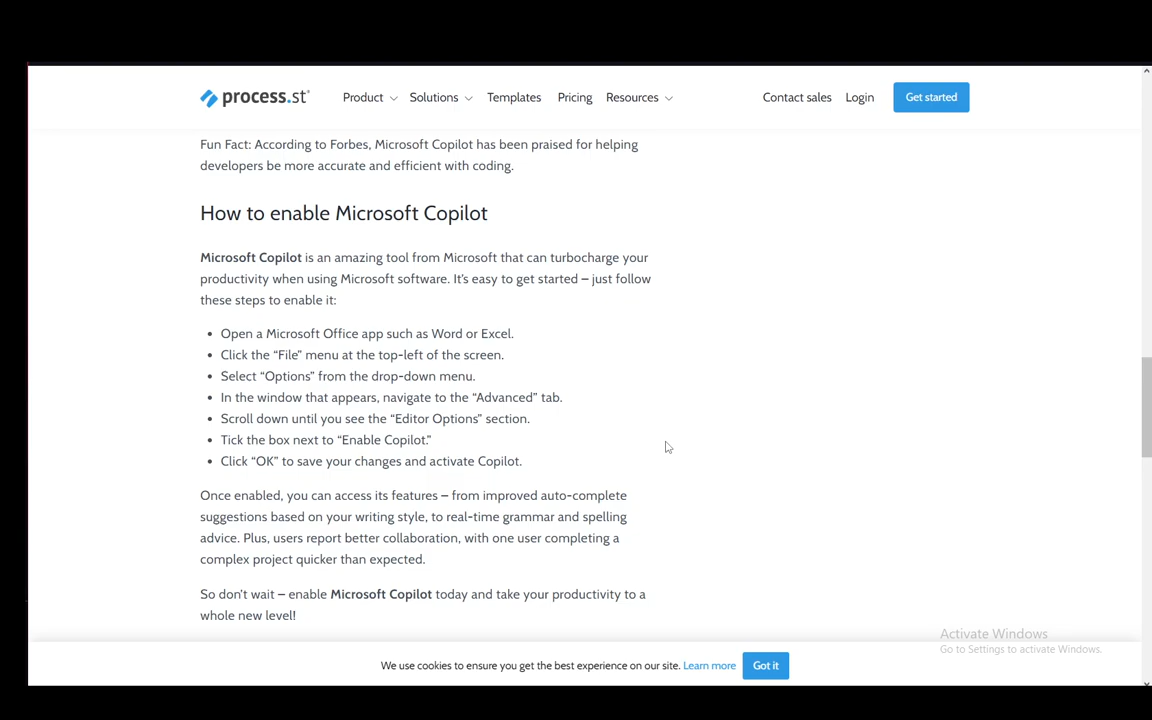 process.st
Product Solutions Templates Pricing Resources Contact sales Login Get started
Fun Fact: According to Forbes, Microsoft Copilot has been praised for helping
developers be more accurate and efficient with coding.
How to enable Microsoft Copilot
Microsoft Copilot is an amazing tool from Microsoft that can turbocharge your
productivity when using Microsoft software. It's easy to get started – just follow
these steps to enable it:
• Open a Microsoft Office app such as Word or Excel.
• Click the “File” menu at the top-left of the screen.
• Select “Options” from the drop-down menu.
• In the window that appears, navigate to the “Advanced” tab.
• Scroll down until you see the “Editor Options” section.
• Tick the box next to “Enable Copilot.”
• Click “OK” to save your changes and activate Copilot.
Once enabled, you can access its features – from improved auto-complete
suggestions based on your writing style, to real-time grammar and spelling
advice. Plus, users report better collaboration, with one user completing a
complex project quicker than expected.
So don't wait – enable Microsoft Copilot today and take your productivity to a
whole new level!
Activate Windows
Go to Settings to activate Windows.
We use cookies to ensure you get the best experience on our site. Learn more Got it